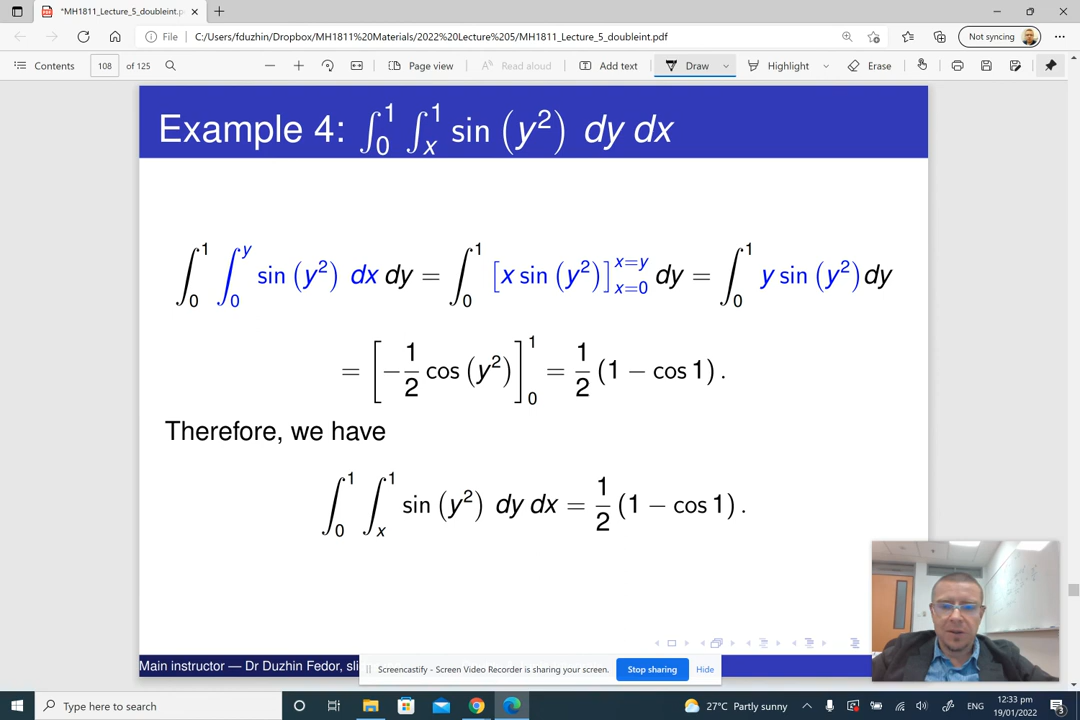 *MH1811_Lecture_5_doubleint.p
File C:/Users/fduzhin/Dropbox/MH1811%20Materials/2022%20Lecture%205/MH1811_Lecture_5_doubleint.pdf Not syncing
Contents 108 of 125 Page view Read aloud Add text Draw Highlight Erase
Example 4: ∫₀¹ ∫ₓ¹ sin (y²) dy dx
∫₀¹ ∫₀ʸ sin (y²) dx dy = ∫₀¹ [x sin (y²)]ₓ₌₀ˣ⁼ʸ dy = ∫₀¹ y sin (y²) dy
= [−1/2 cos (y²)]₀¹ = 1/2 (1 − cos 1) .
Therefore, we have
∫₀¹ ∫ₓ¹ sin (y²) dy dx = 1/2 (1 − cos 1) .
Main instructor — Dr Duzhin Fedor, sli
Screencastify - Screen Video Recorder is sharing your screen. Stop sharing Hide
Type here to search 27°C Partly sunny ENG 12:33 pm
19/01/2022 3